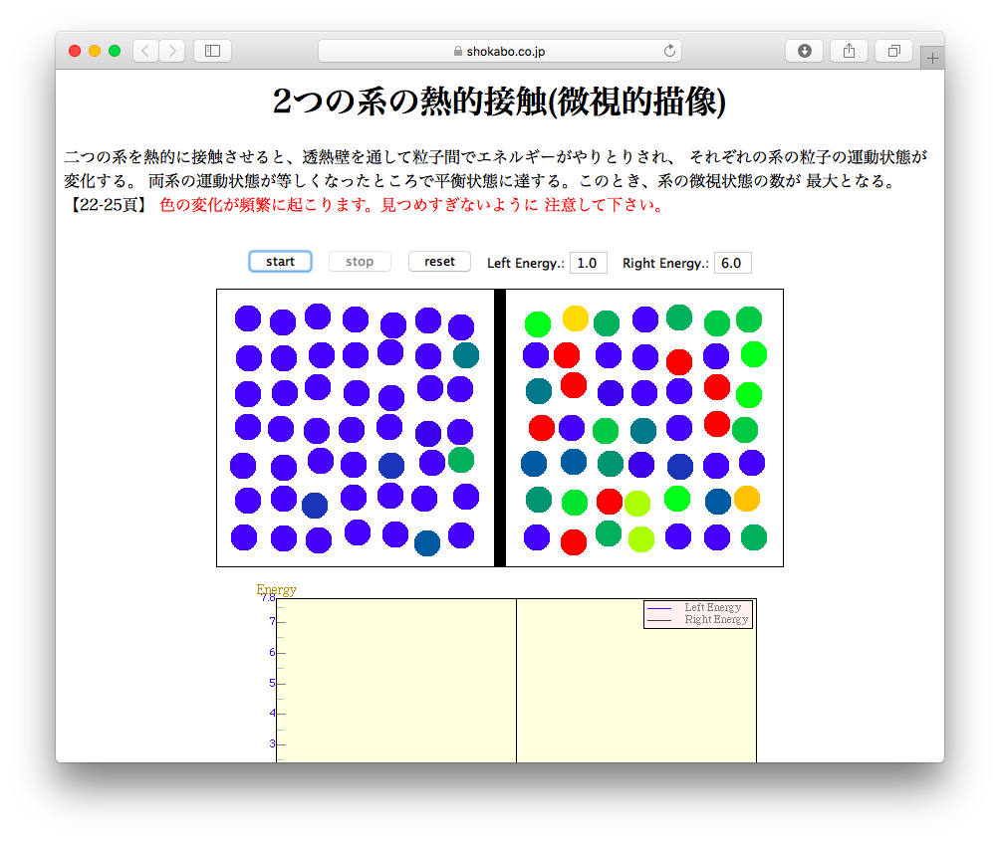 shokabo.co.jp
2つの系の熱的接触(微視的描像)
二つの系を熱的に接触させると、透熱壁を通して粒子間でエネルギーがやりとりされ、 それぞれの系の粒子の運動状態が
変化する。 両系の運動状態が等しくなったところで平衡状態に達する。このとき、系の微視状態の数が 最大となる。
【22-25頁】 色の変化が頻繁に起こります。見つめすぎないように 注意して下さい。
start stop reset Left Energy.: 1.0 Right Energy.: 6.0
Energy
7.8
Left Energy
Right Energy
7
6
5
4
3